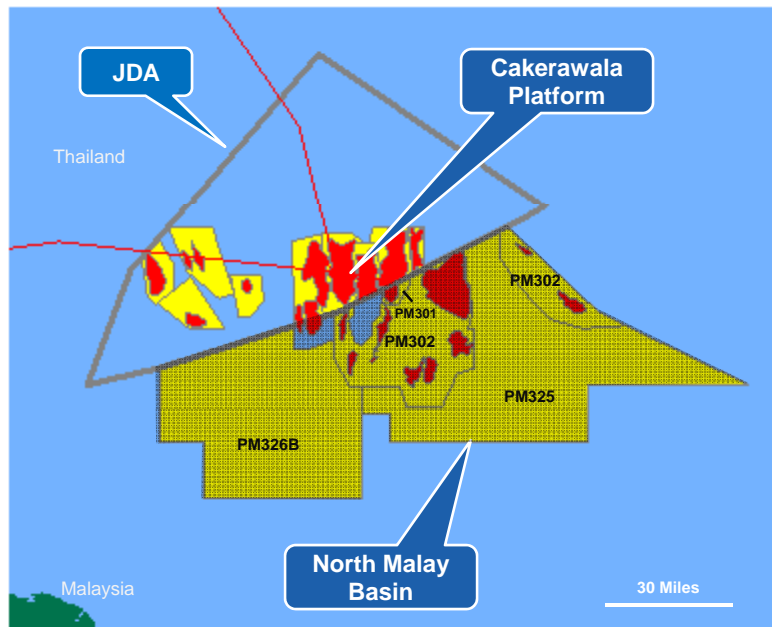 JDA
Cakerawala
Platform
Thailand
PM302
PM301
PM302
PM325
PM326B
North Malay
Basin
Malaysia
30 Miles